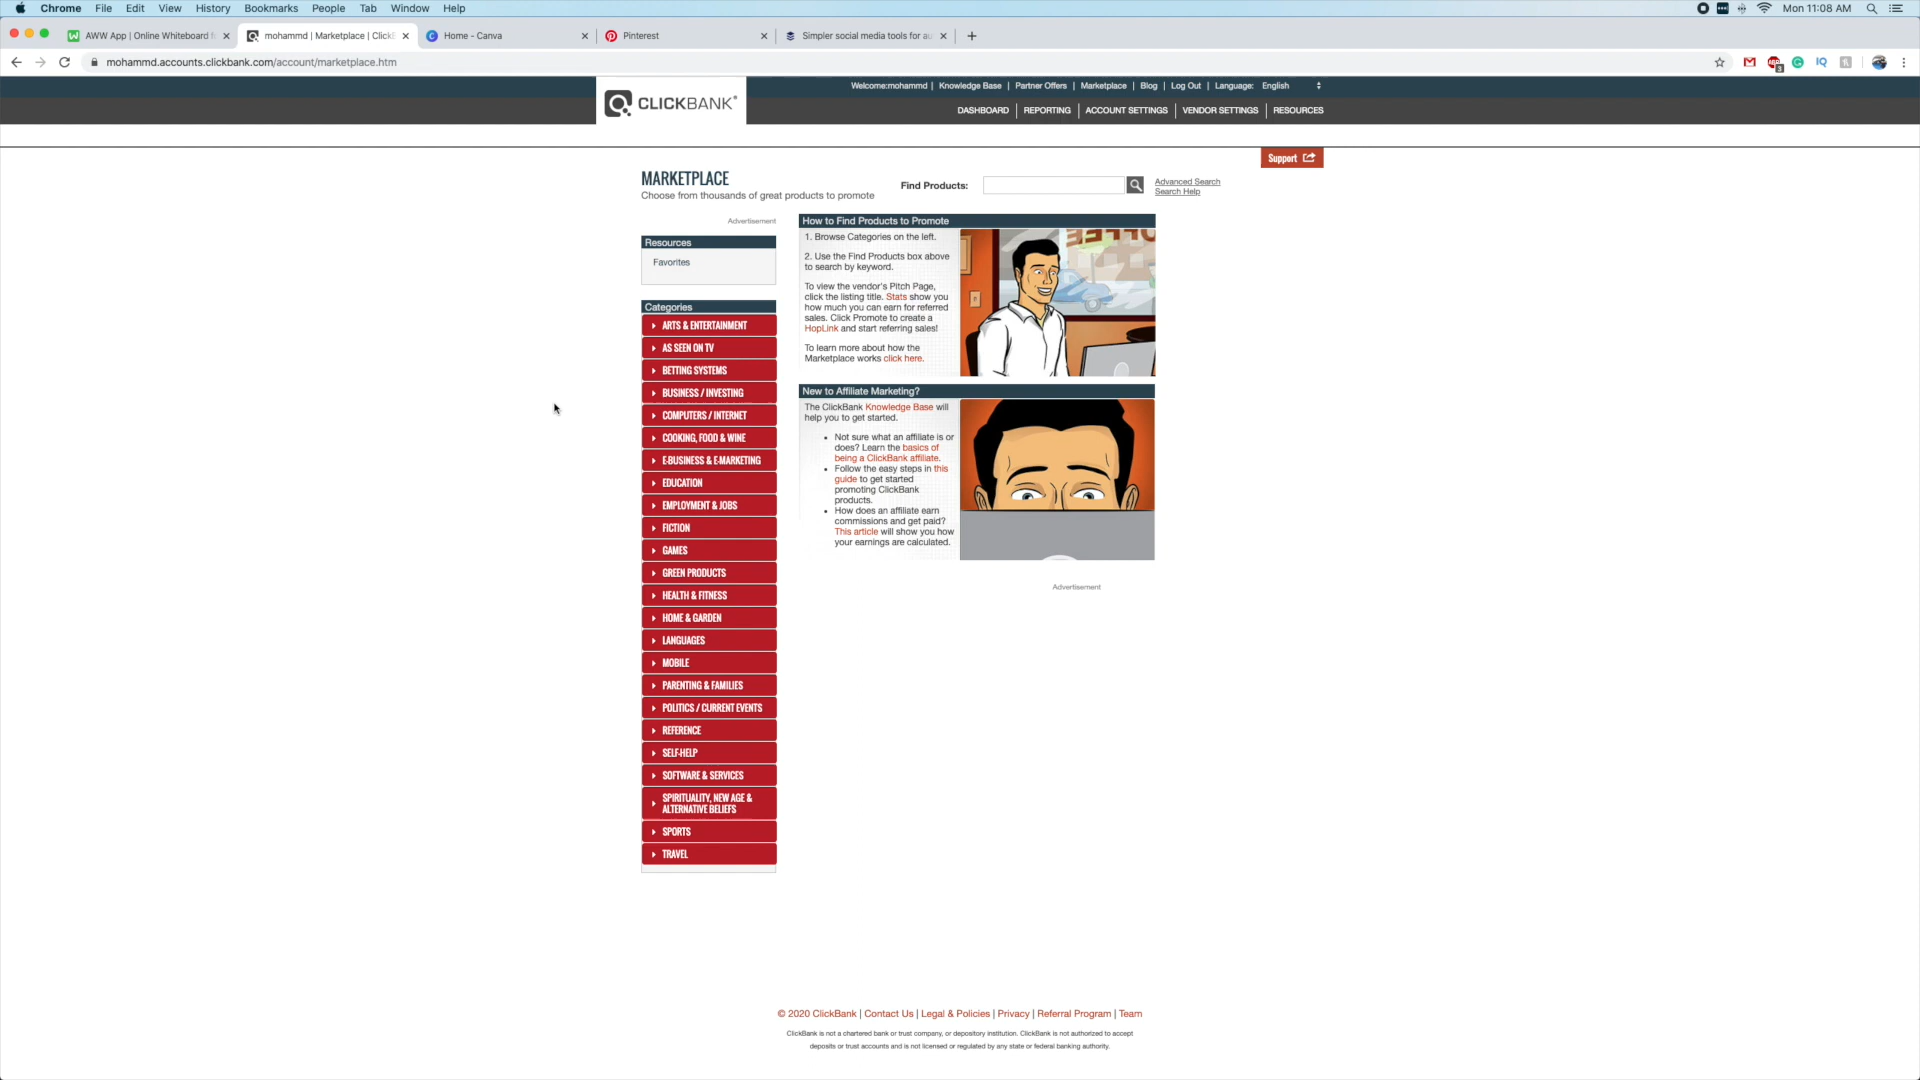 Chrome File Edit View History Bookmarks People Tab Window Help
Mon 11:08 AM
AWW App | Online Whiteboard f
mohammd | Marketplace | ClickB
Home - Canva
Pinterest
Simpler social media tools for au
mohammd.accounts.clickbank.com/account/marketplace.htm
Welcome:mohammd | Knowledge Base | Partner Offers | Marketplace | Blog | Log Out | Language: English
CLICKBANK®
DASHBOARD | REPORTING | ACCOUNT SETTINGS | VENDOR SETTINGS | RESOURCES
Support
MARKETPLACE
Choose from thousands of great products to promote
Find Products:
Advanced Search
Search Help
Advertisement
Resources
Favorites
Categories
ARTS & ENTERTAINMENT
AS SEEN ON TV
BETTING SYSTEMS
BUSINESS / INVESTING
COMPUTERS / INTERNET
COOKING, FOOD & WINE
E-BUSINESS & E-MARKETING
EDUCATION
EMPLOYMENT & JOBS
FICTION
GAMES
GREEN PRODUCTS
HEALTH & FITNESS
HOME & GARDEN
LANGUAGES
MOBILE
PARENTING & FAMILIES
POLITICS / CURRENT EVENTS
REFERENCE
SELF-HELP
SOFTWARE & SERVICES
SPIRITUALITY, NEW AGE &
ALTERNATIVE BELIEFS
SPORTS
TRAVEL
How to Find Products to Promote
1. Browse Categories on the left.
2. Use the Find Products box above
to search by keyword.
To view the vendor's Pitch Page,
click the listing title. Stats show you
how much you can earn for referred
sales. Click Promote to create a
HopLink and start referring sales!
To learn more about how the
Marketplace works click here.
New to Affiliate Marketing?
The ClickBank Knowledge Base will
help you to get started.
• Not sure what an affiliate is or
does? Learn the basics of
being a ClickBank affiliate.
• Follow the easy steps in this
guide to get started
promoting ClickBank
products.
• How does an affiliate earn
commissions and get paid?
This article will show you how
your earnings are calculated.
Advertisement
© 2020 ClickBank | Contact Us | Legal & Policies | Privacy | Referral Program | Team
ClickBank is not a chartered bank or trust company, or depository institution. ClickBank is not authorized to accept
deposits or trust accounts and is not licensed or regulated by any state or federal banking authority.